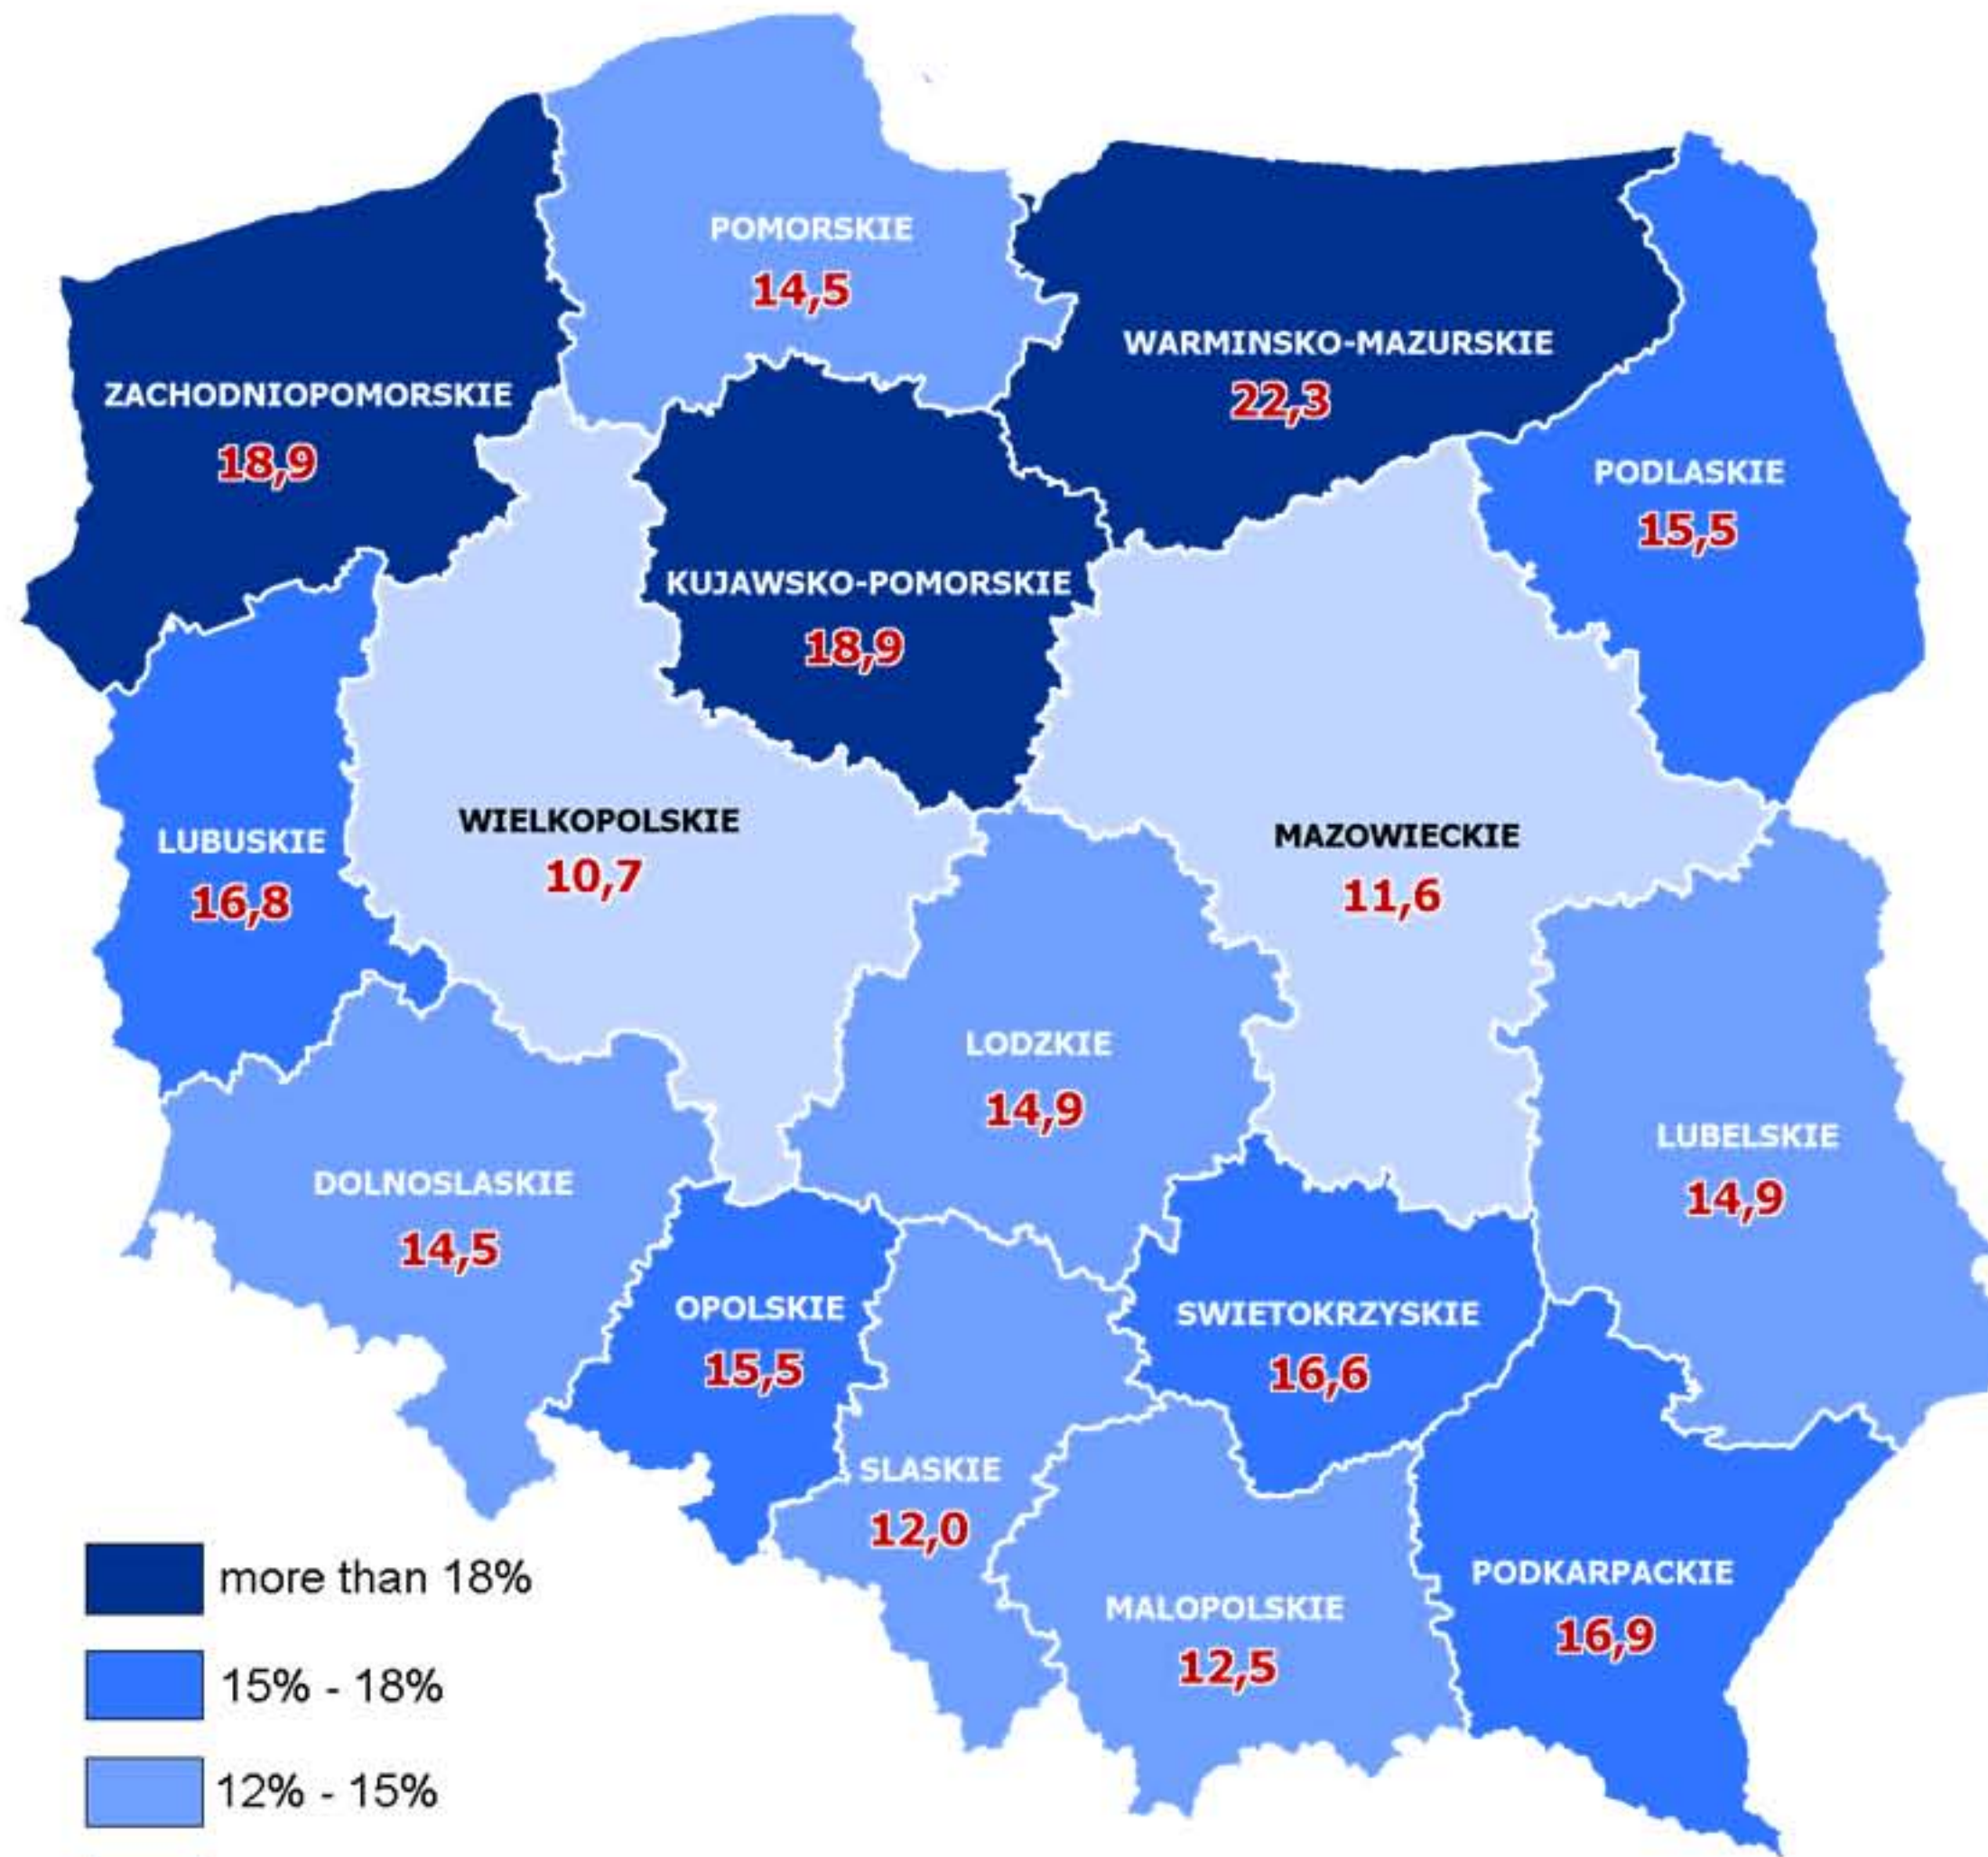 POMORSKIE
14,5
WARMINSKO-MAZURSKIE
22,3
ZACHODNIOPOMORSKIE
18,9
PODLASKIE
15,5
KUJAWSKO-POMORSKIE
18,9
LUBUSKIE
16,8
WIELKOPOLSKIE
10,7
MAZOWIECKIE
11,6
LODZKIE
14,9
LUBELSKIE
14,9
DOLNOSLASKIE
14,5
OPOLSKIE
15,5
SWIETOKRZYSKIE
16,6
SLASKIE
12,0
MALOPOLSKIE
12,5
PODKARPACKIE
16,9
more than 18%
15% - 18%
12% - 15%